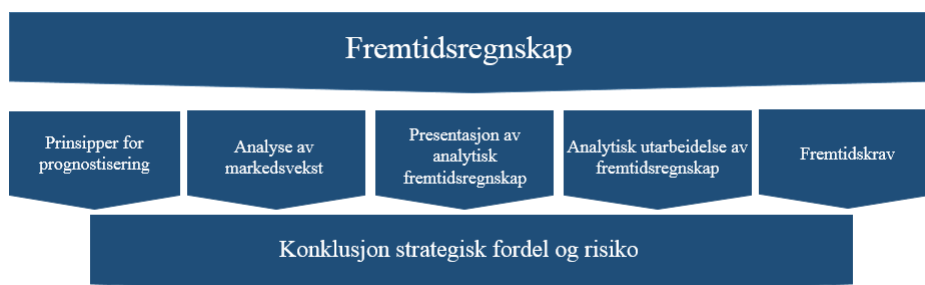 Fremtidsregnskap
Prinsipper for
prognostisering
Analyse av
markedsvekst
Presentasjon av
analytisk
fremtidsregnskap
Analytisk utarbeidelse av
fremtidsregnskap
Fremtidskrav
Konklusjon strategisk fordel og risiko